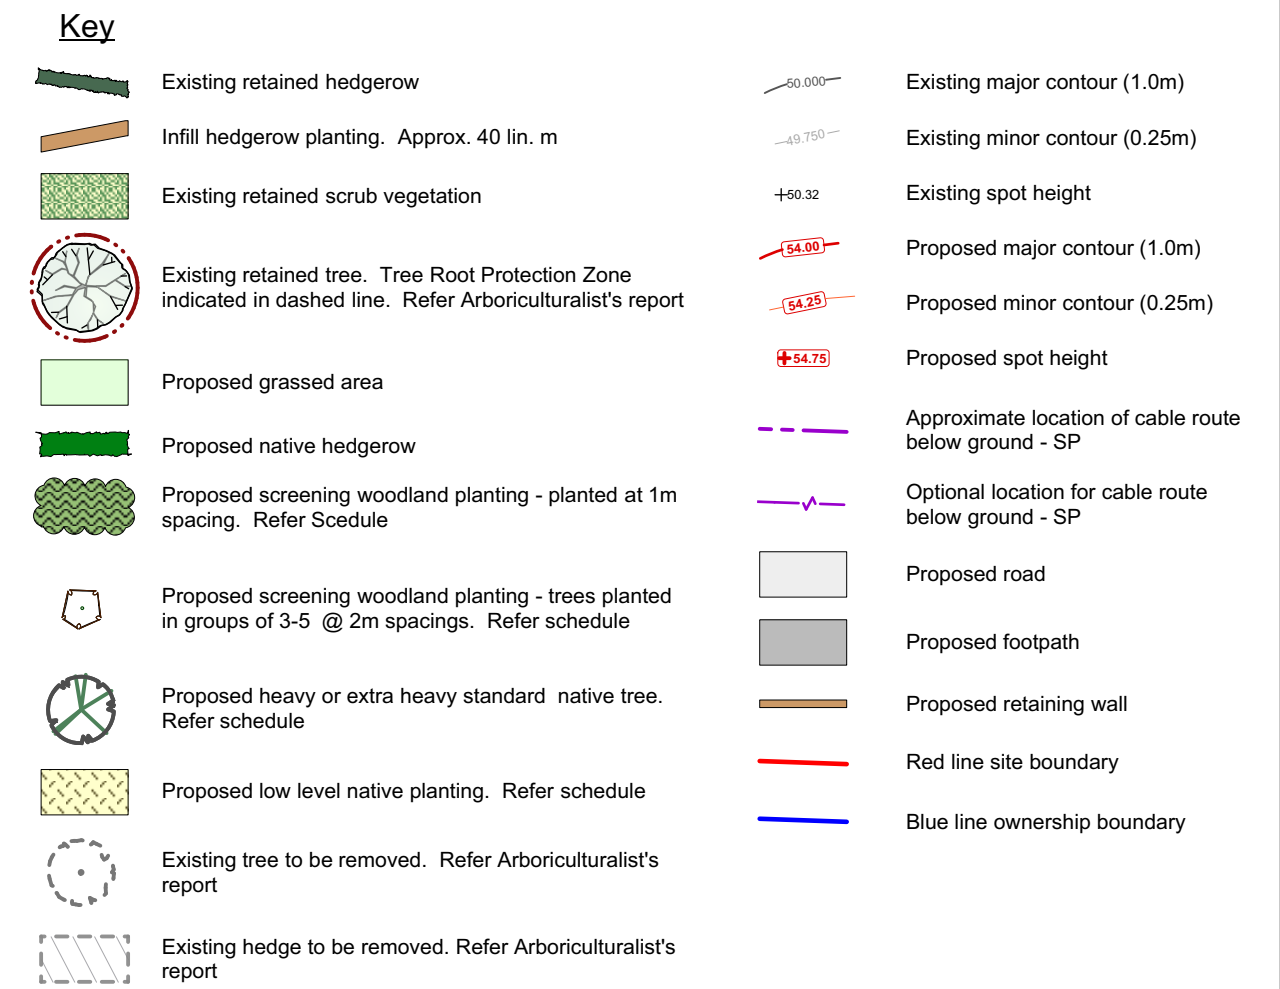 Key
Existing retained hedgerow
Infill hedgerow planting.  Approx. 40 lin. m
Existing retained scrub vegetation
Existing retained tree.  Tree Root Protection Zone
indicated in dashed line.  Refer Arboriculturalist's report
Proposed grassed area
Proposed native hedgerow
Proposed screening woodland planting - planted at 1m
spacing.  Refer Scedule
Proposed screening woodland planting - trees planted
in groups of 3-5  @ 2m spacings.  Refer schedule
Proposed heavy or extra heavy standard  native tree.
Refer schedule
Proposed low level native planting.  Refer schedule
Existing tree to be removed.  Refer Arboriculturalist's
report
Existing hedge to be removed. Refer Arboriculturalist's
report
50.000 Existing major contour (1.0m)
49.750 Existing minor contour (0.25m)
50.32 Existing spot height
54.00 Proposed major contour (1.0m)
54.25 Proposed minor contour (0.25m)
54.75 Proposed spot height
Approximate location of cable route
below ground - SP
Optional location for cable route
below ground - SP
Proposed road
Proposed footpath
Proposed retaining wall
Red line site boundary
Blue line ownership boundary